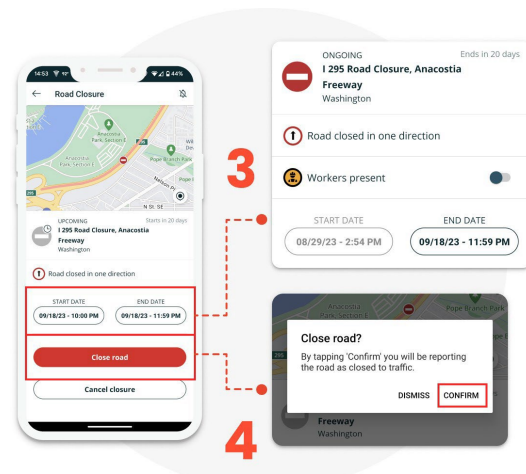 14:53
44%
Road Closure
Anacostia
Park, Section E
Anacostia
Park, Section E
Pope Branch Park
Nelson Pl
N St. SE
295
UPCOMING
Starts in 20 days
I 295 Road Closure, Anacostia
Freeway
Washington
Road closed in one direction
START DATE
END DATE
09/18/23 - 10:00 PM
09/18/23 - 11:59 PM
Close road
Cancel closure
3
ONGOING
Ends in 20 days
I 295 Road Closure, Anacostia
Freeway
Washington
Road closed in one direction
Workers present
START DATE
END DATE
08/29/23 - 2:54 PM
09/18/23 - 11:59 PM
4
Anacostia
Park, Section E
Pope Branch Park
295
Close road?
By tapping 'Confirm' you will be reporting
the road as closed to traffic.
DISMISS
CONFIRM
Freeway
Washington